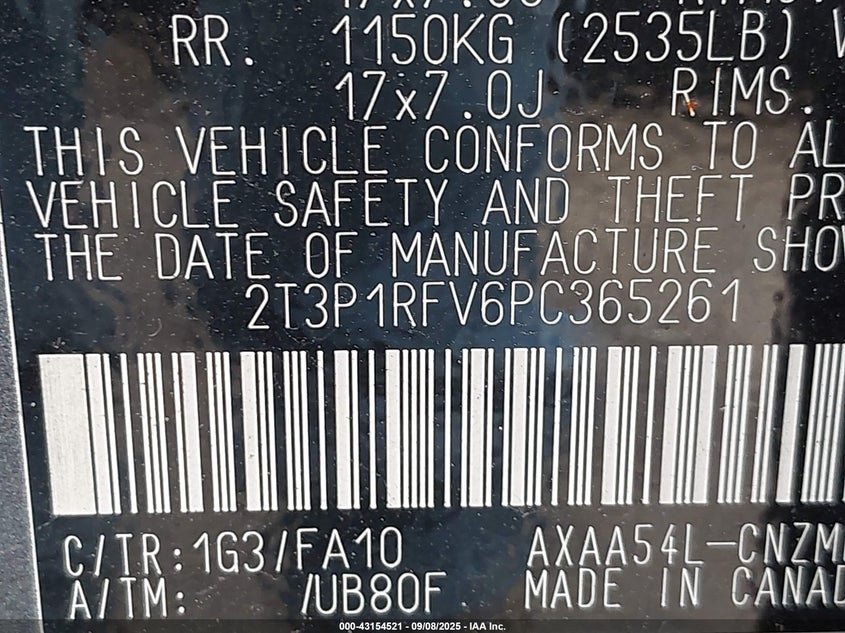 RR. 1150KG (2535LB)
17x7.0J RIMS.
THIS VEHICLE CONFORMS TO AL
VEHICLE SAFETY AND THEFT PR
THE DATE OF MANUFACTURE SHO
2T3P1RFV6PC365261
C/TR:1G3/FA10 AXAA54L-CNZM
A/TM: /UB80F MADE IN CANAD
000-43154521 - 09/08/2025 - IAA Inc.